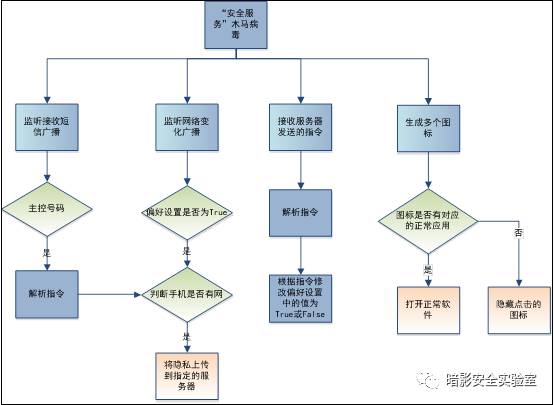 “安全服
务”木马病
毒
监听接收短
信广播
监听网络变
化广播
接收服务器
发送的指令
生成多个图
标
主控号码
偏好设置是否为True
解析指令
图标是否有对应
的正常应用
否
是
是
是
解析指令
判断手机是否有网
根据指令修
改偏好设置
中的值为
True或False
打开正常软
件
隐藏点击的
图标
是
将隐私上传
到指定的服
务器
暗影安全实验室